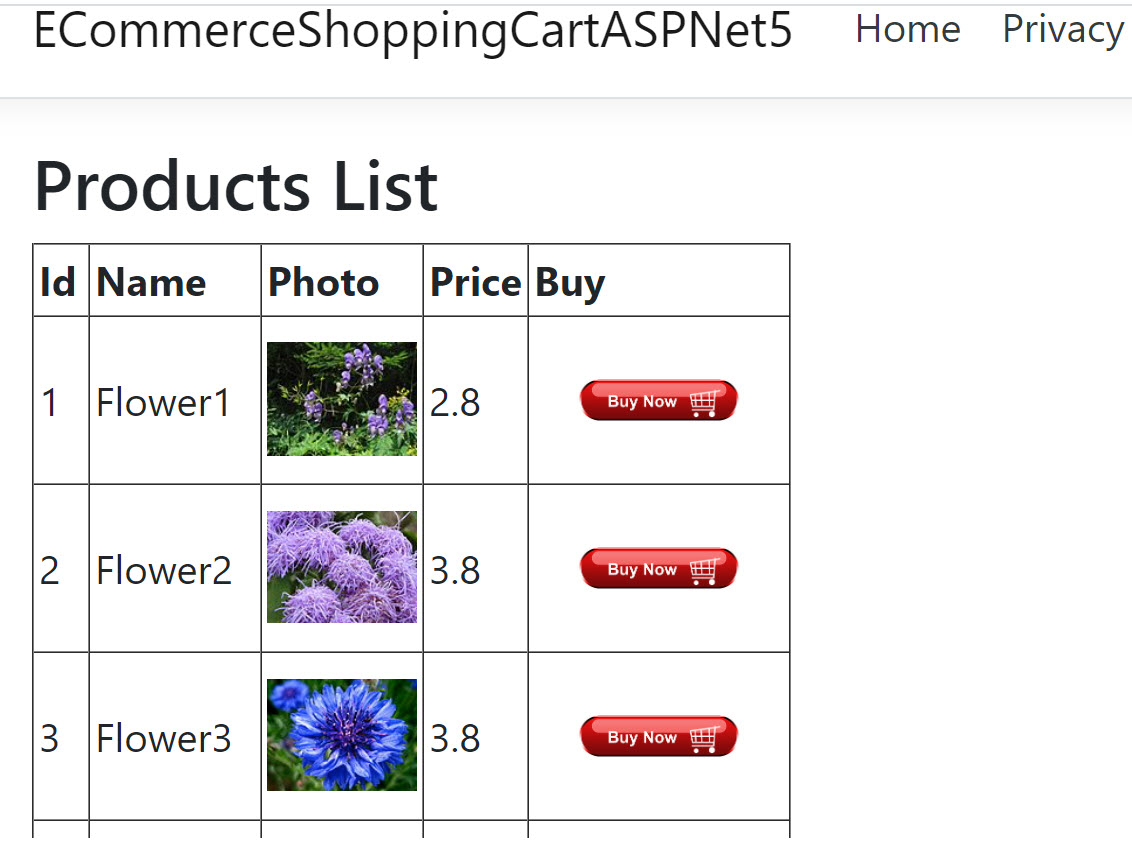 ECommerceShoppingCartASPNet5 Home Privacy
Products List
Id Name Photo Price Buy
1 Flower1 2.8 Buy Now
2 Flower2 3.8 Buy Now
3 Flower3 3.8 Buy Now